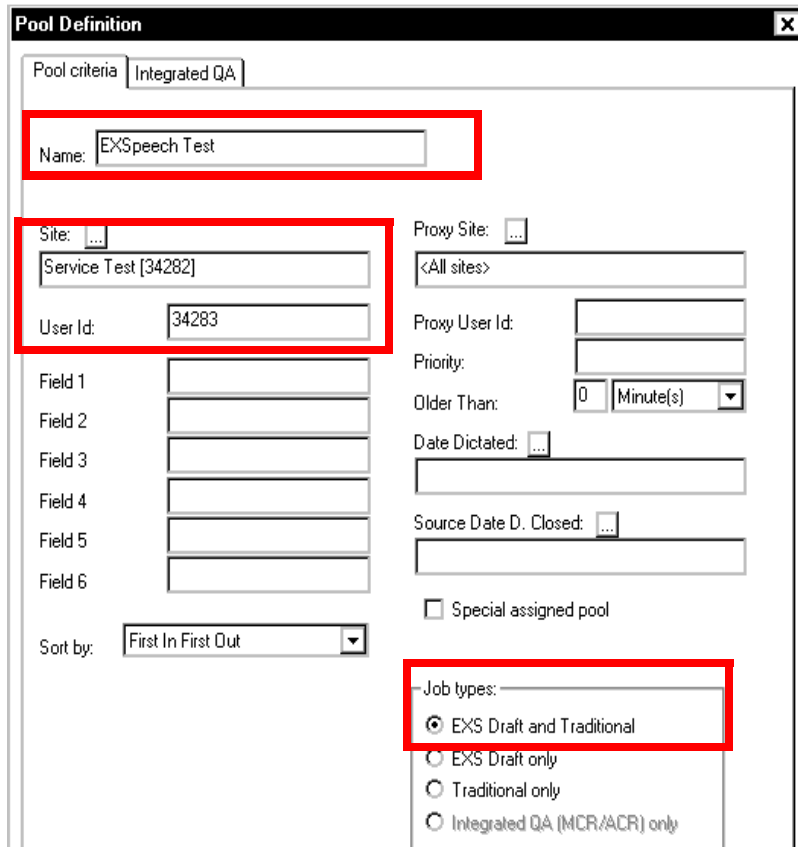 Pool Definition
Pool criteria
Integrated QA
Name: EXSpeech Test
Site: ...
Service Test [34282]
User Id: 34283
Field 1
Field 2
Field 3
Field 4
Field 5
Field 6
Sort by: First In First Out
Proxy Site: ...
<All sites>
Proxy User Id:
Priority:
Older Than: 0 Minute(s)
Date Dictated: ...
Source Date D. Closed: ...
Special assigned pool
Job types:
EXS Draft and Traditional
EXS Draft only
Traditional only
Integrated QA (MCR/ACR) only